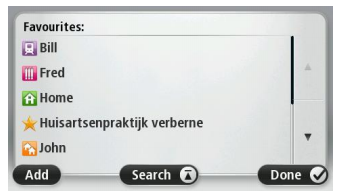 Favourites:
Bill
Fred
Home
Huisartsenpraktijk verberne
John
Add Search Done